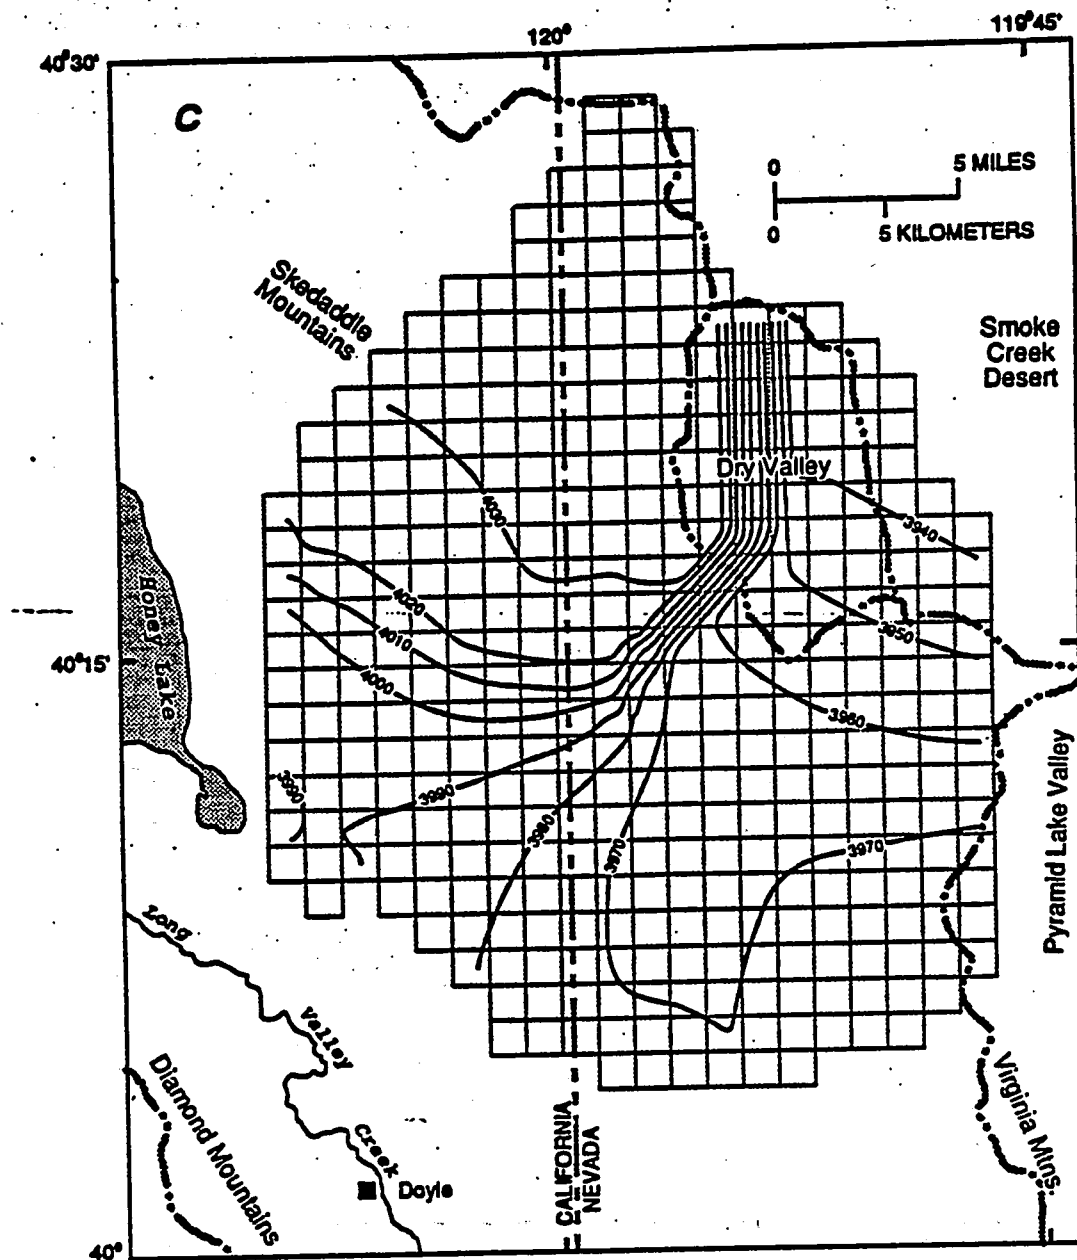 119°45'
120°
40°30'
C
0
5 MILES
0
5 KILOMETERS
Skedaddle
Mountains
Smoke
Creek
Desert
Dry Valley
4030
3940
Honey Lake
4020
4010
3950
40°15'
4000
3960
3990
3990
3980
3970
3970
Pyramid Lake Valley
Long
Valley
Creek
Diamond Mountains
Virginia Mtns.
CALIFORNIA
NEVADA
Doyle
40°